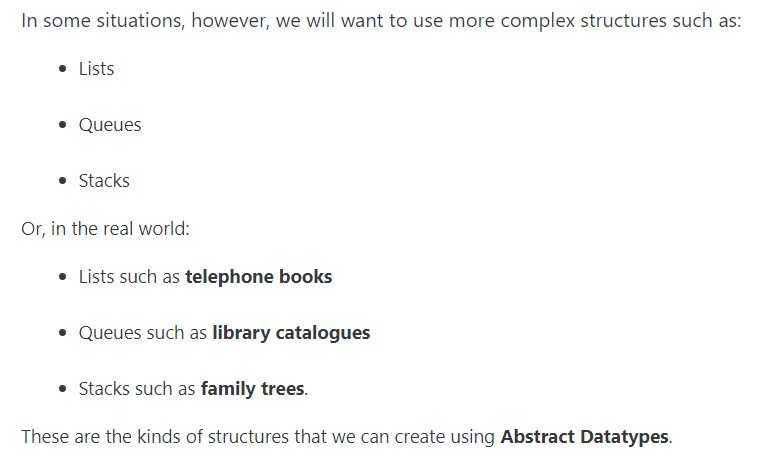 In some situations, however, we will want to use more complex structures such as:
• Lists
• Queues
• Stacks
Or, in the real world:
• Lists such as telephone books
• Queues such as library catalogues
• Stacks such as family trees.
These are the kinds of structures that we can create using Abstract Datatypes.